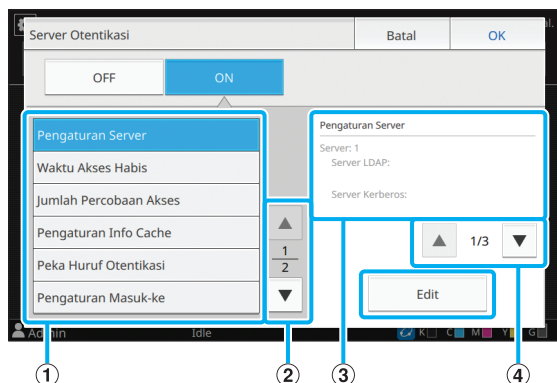 Server Otentikasi
Batal
OK
al.
OFF
ON
Pengaturan Server
Waktu Akses Habis
Jumlah Percobaan Akses
Pengaturan Info Cache
Peka Huruf Otentikasi
Pengaturan Masuk-ke
1
2
Pengaturan Server
Server: 1
Server LDAP:
Server Kerberos:
1/3
Edit
Admin
Idle
K C M Y G
1 2 3 4